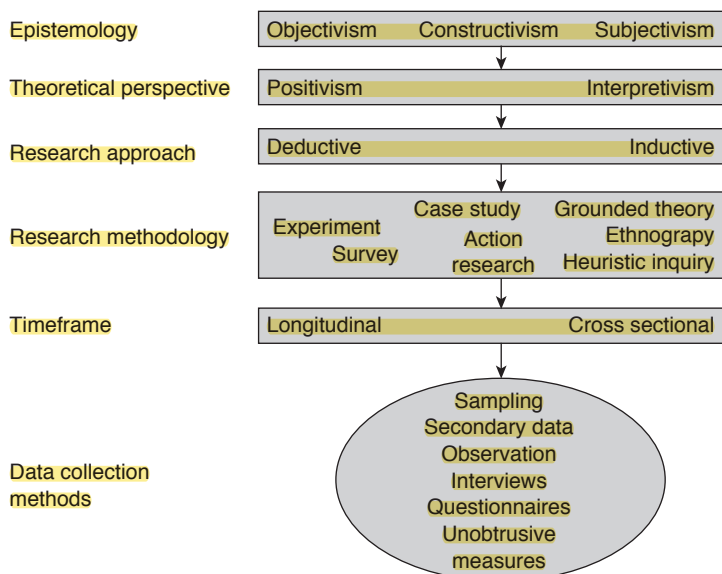 Epistemology
Objectivism Constructivism Subjectivism
Theoretical perspective
Positivism Interpretivism
Research approach
Deductive Inductive
Research methodology
Experiment
Survey
Case study
Action
research
Grounded theory
Ethnograpy
Heuristic inquiry
Timeframe
Longitudinal Cross sectional
Data collection
methods
Sampling
Secondary data
Observation
Interviews
Questionnaires
Unobtrusive
measures